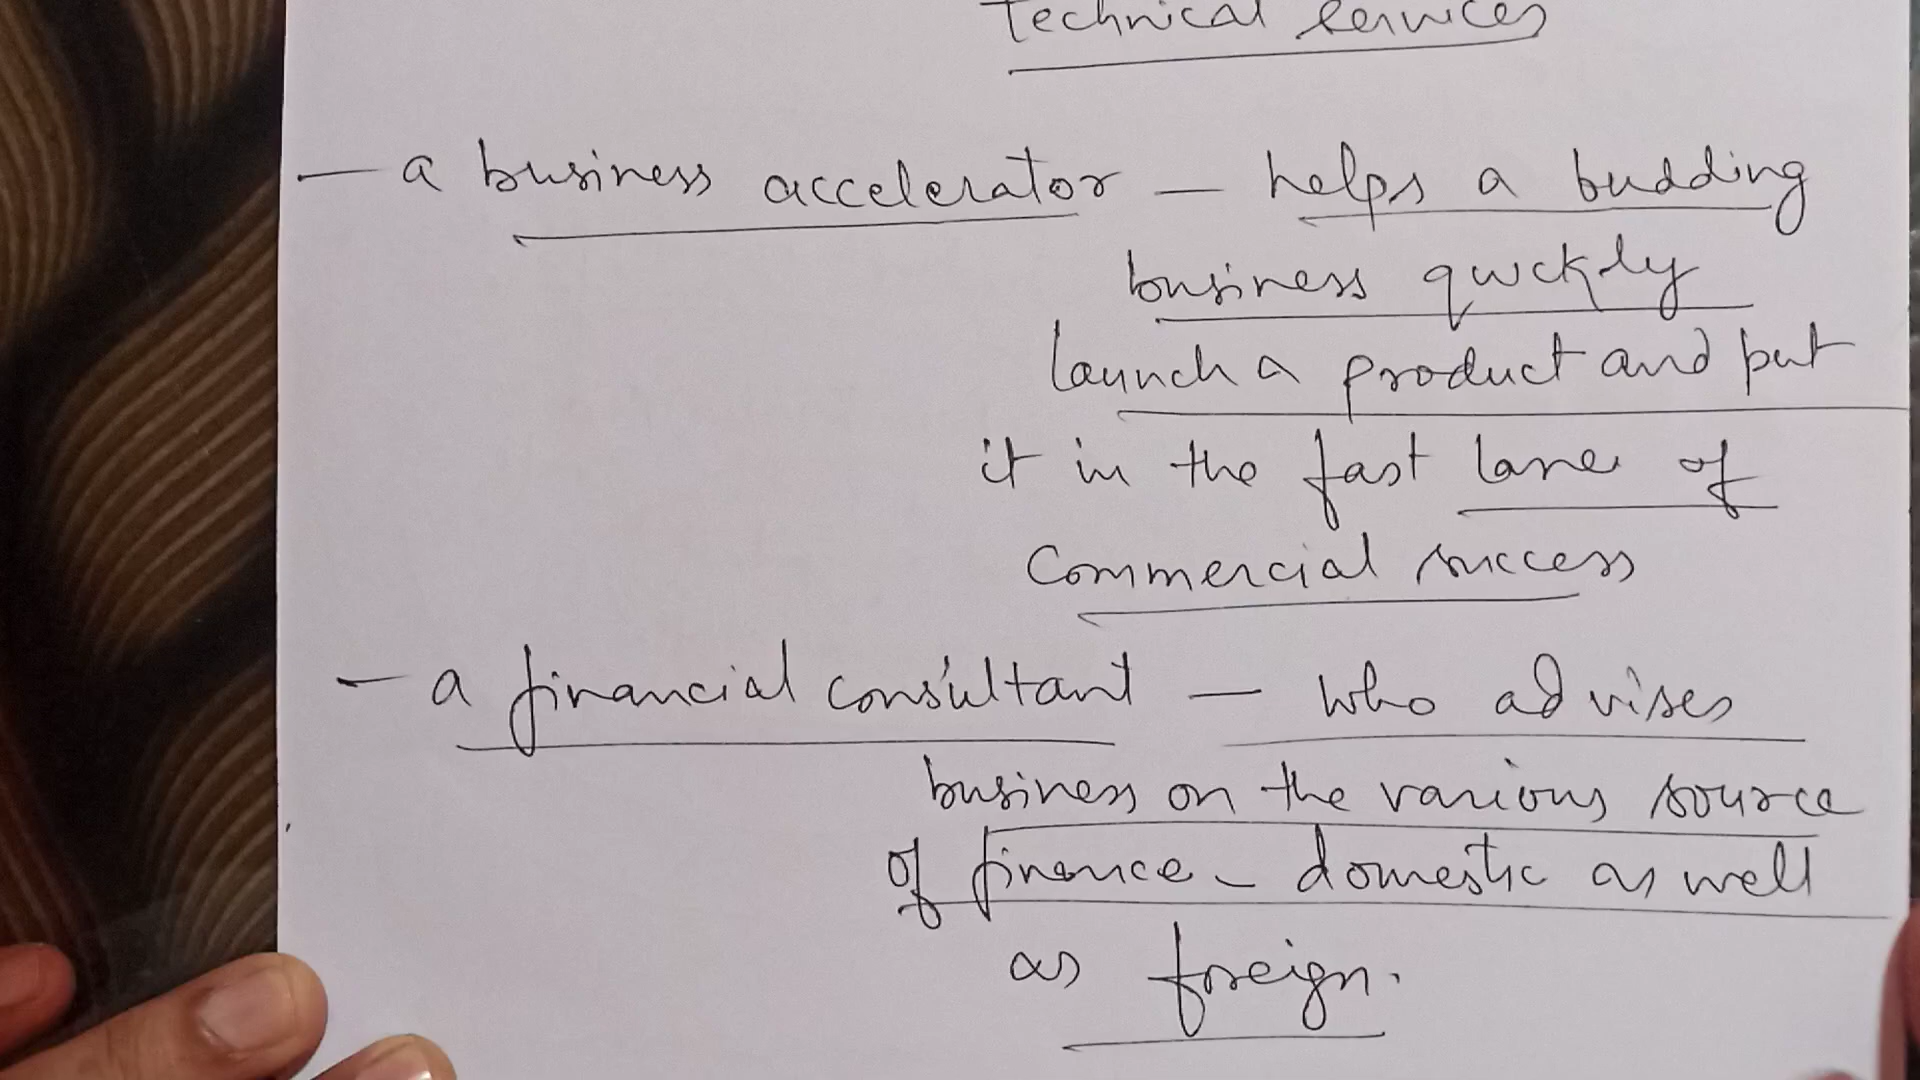 Technical services
— a business accelerator — helps a budding
business quickly
launch a product and put
it in the fast lane of
Commercial success
— a financial consultant — who advises
business on the various source
of finance - domestic as well
as foreign.